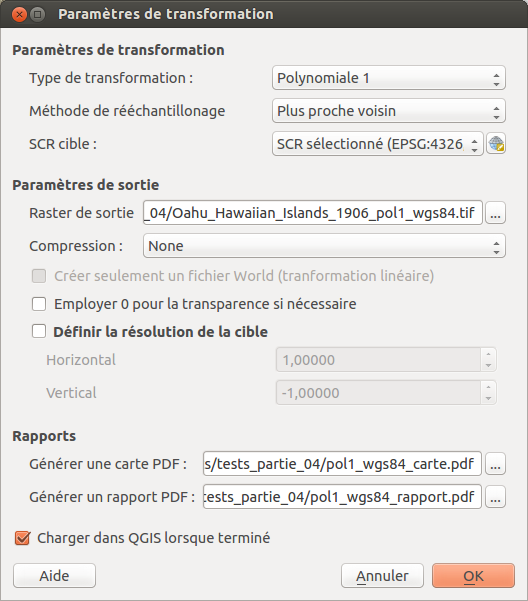 Paramètres de transformation
Paramètres de transformation
Type de transformation : Polynomiale 1
Méthode de rééchantillonage Plus proche voisin
SCR cible : SCR sélectionné (EPSG:4326,
Paramètres de sortie
Raster de sortie _04/Oahu_Hawaiian_Islands_1906_pol1_wgs84.tif ...
Compression : None
Créer seulement un fichier World (tranformation linéaire)
Employer 0 pour la transparence si nécessaire
Définir la résolution de la cible
Horizontal 1,00000
Vertical -1,00000
Rapports
Générer une carte PDF : s/tests_partie_04/pol1_wgs84_carte.pdf ...
Générer un rapport PDF : tests_partie_04/pol1_wgs84_rapport.pdf ...
Charger dans QGIS lorsque terminé
Aide Annuler OK